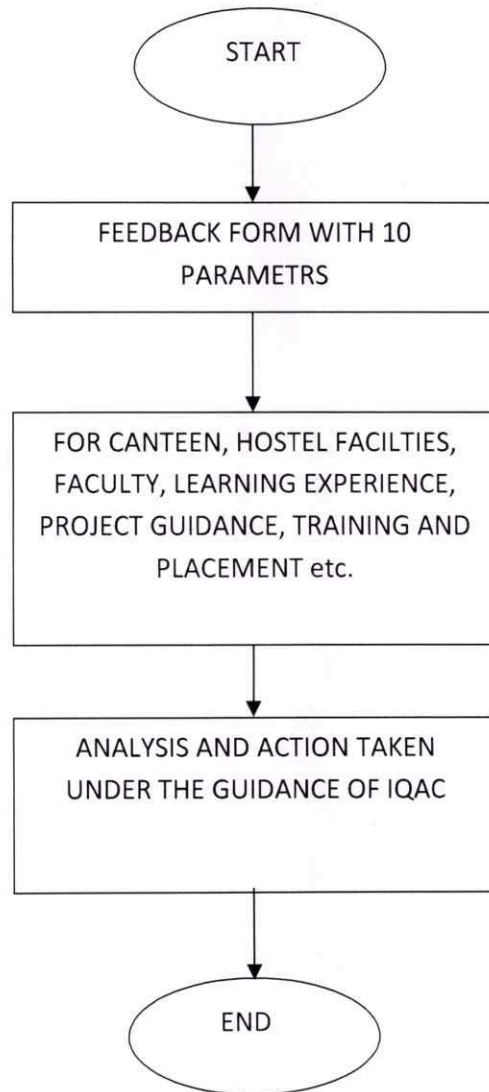 START
FEEDBACK FORM WITH 10
PARAMETRS
FOR CANTEEN, HOSTEL FACILTIES,
FACULTY, LEARNING EXPERIENCE,
PROJECT GUIDANCE, TRAINING AND
PLACEMENT etc.
ANALYSIS AND ACTION TAKEN
UNDER THE GUIDANCE OF IQAC
END